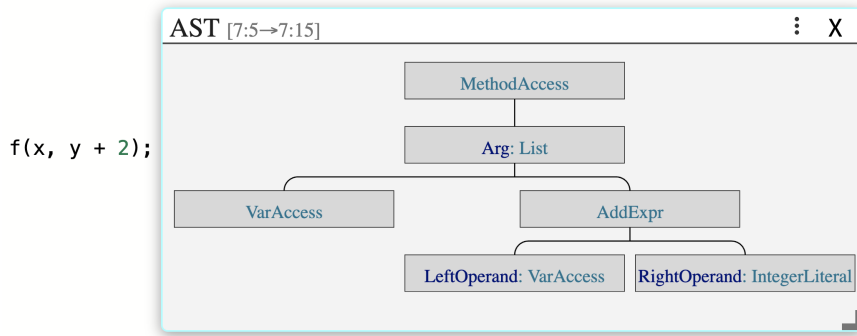 AST [7:5→7:15]
⋮ X
MethodAccess
f(x, y + 2);
Arg: List
VarAccess
AddExpr
LeftOperand: VarAccess
RightOperand: IntegerLiteral